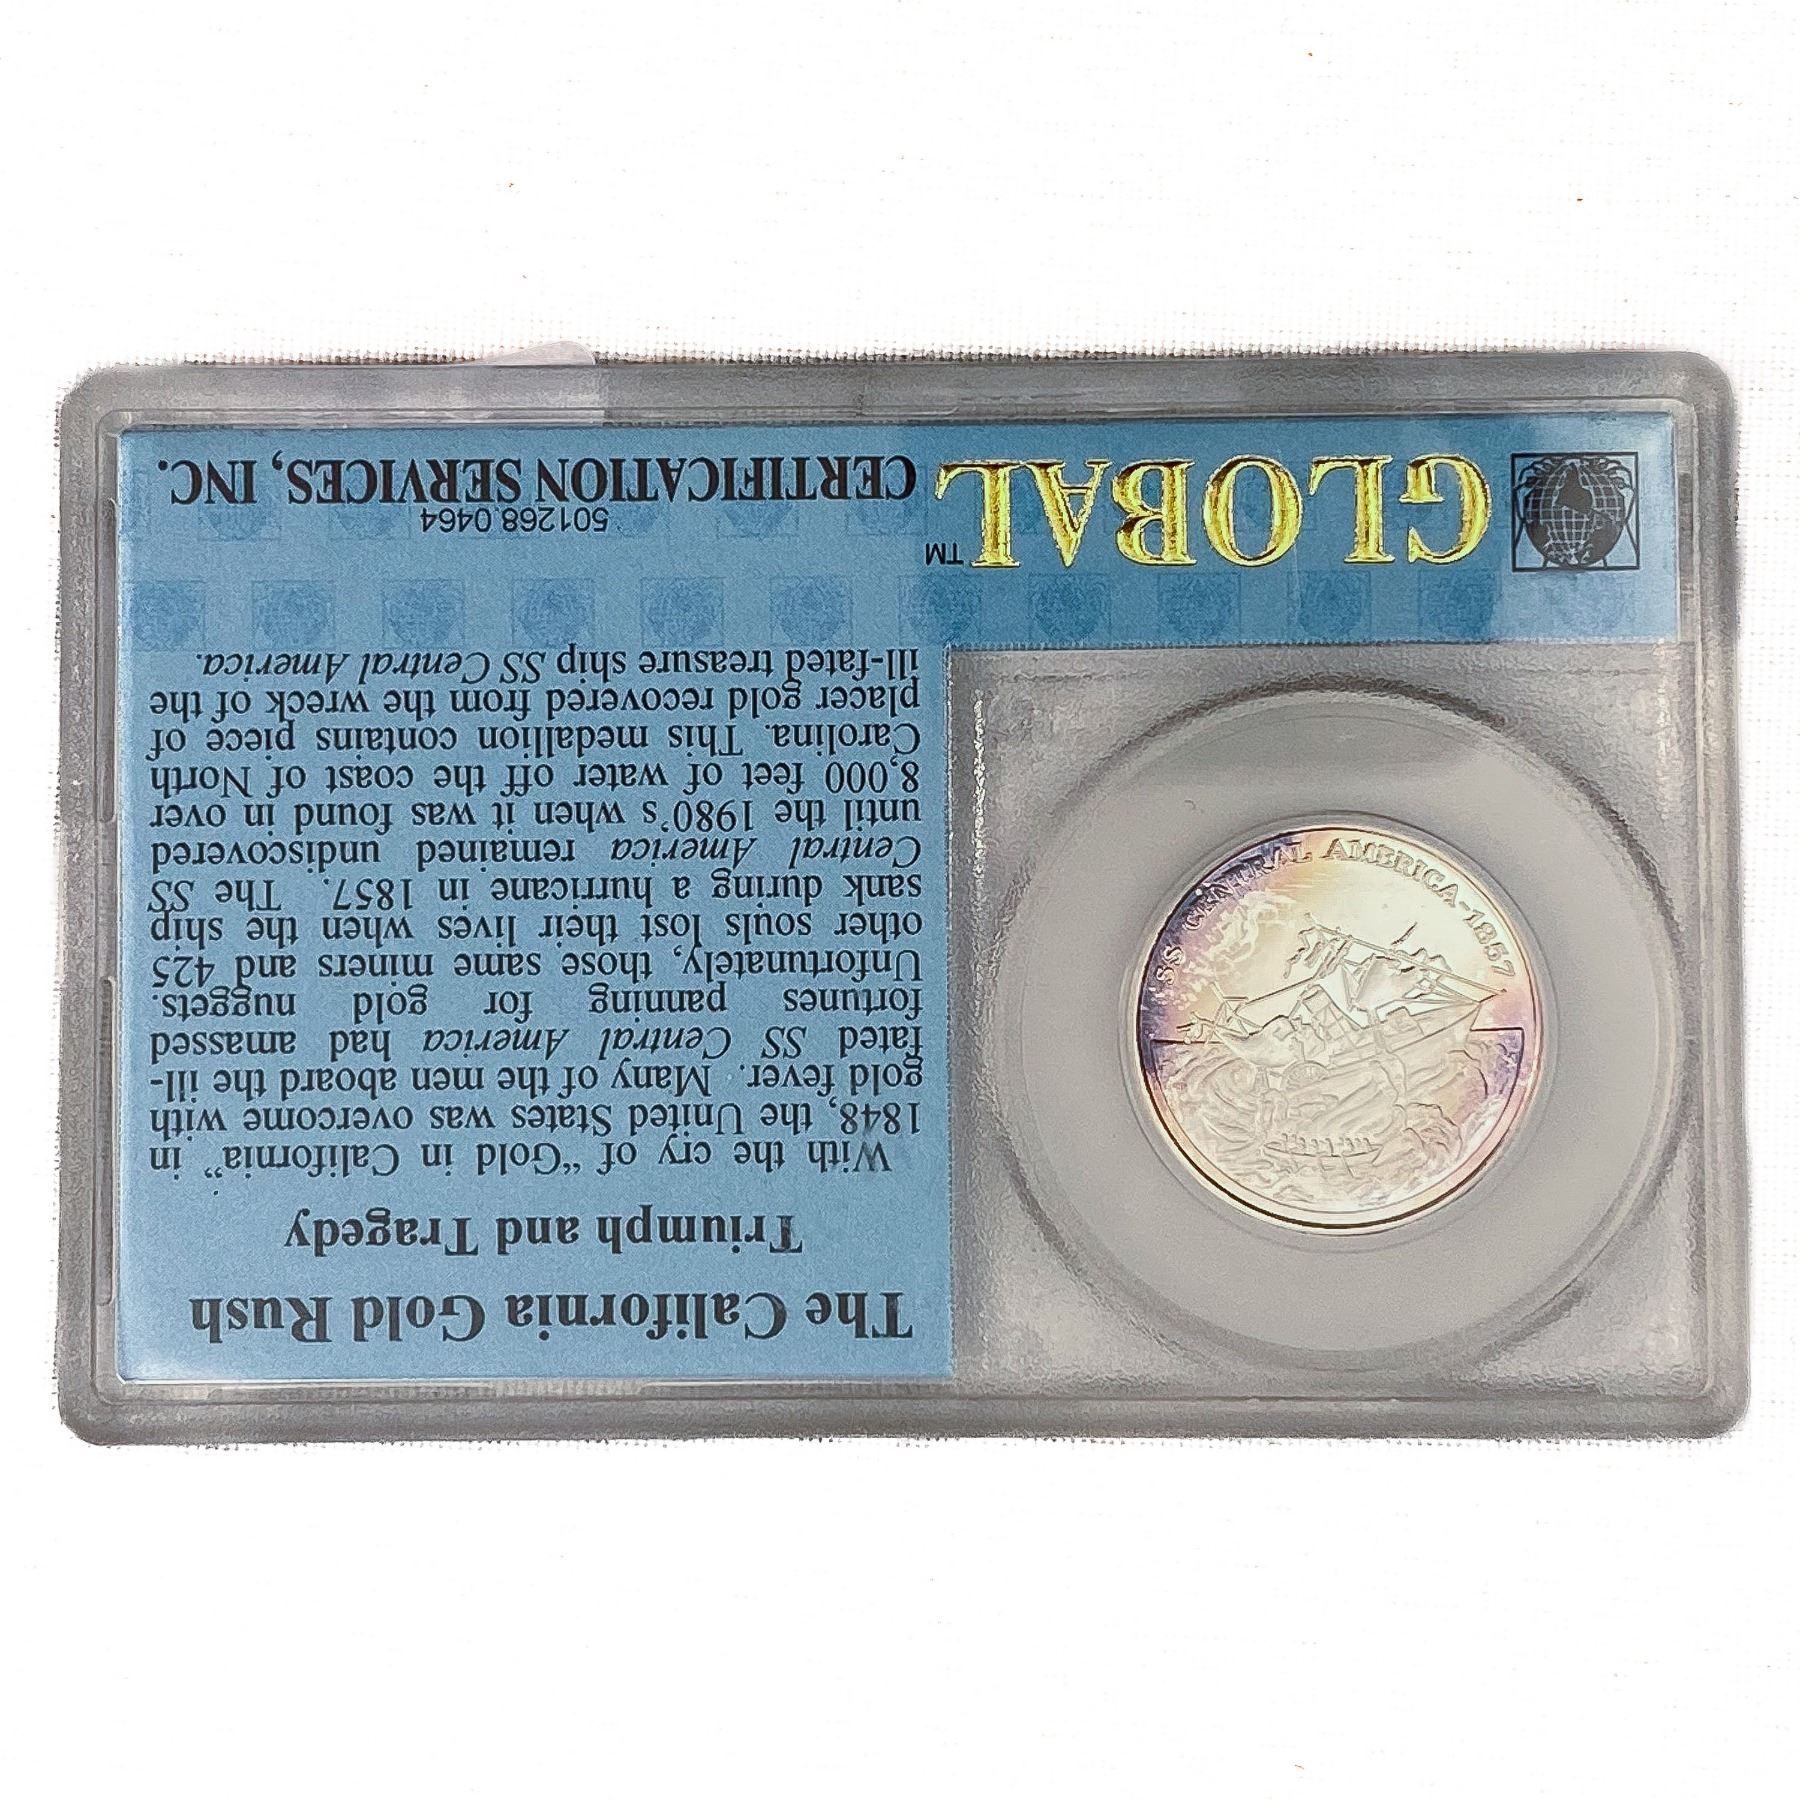 GLOBAL™
CERTIFICATION SERVICES, INC.
501268.0464
The California Gold Rush
Triumph and Tragedy
With the cry of “Gold in California” in
1848, the United States was overcome with
gold fever. Many of the men aboard the ill-
fated SS Central America had amassed
fortunes panning for gold nuggets.
Unfortunately, those same miners and 425
other souls lost their lives when the ship
sank during a hurricane in 1857. The SS
Central America remained undiscovered
until the 1980's when it was found in over
8,000 feet of water off the coast of North
Carolina. This medallion contains piece of
placer gold recovered from the wreck of the
ill-fated treasure ship SS Central America.
SS CENTRAL AMERICA-1857